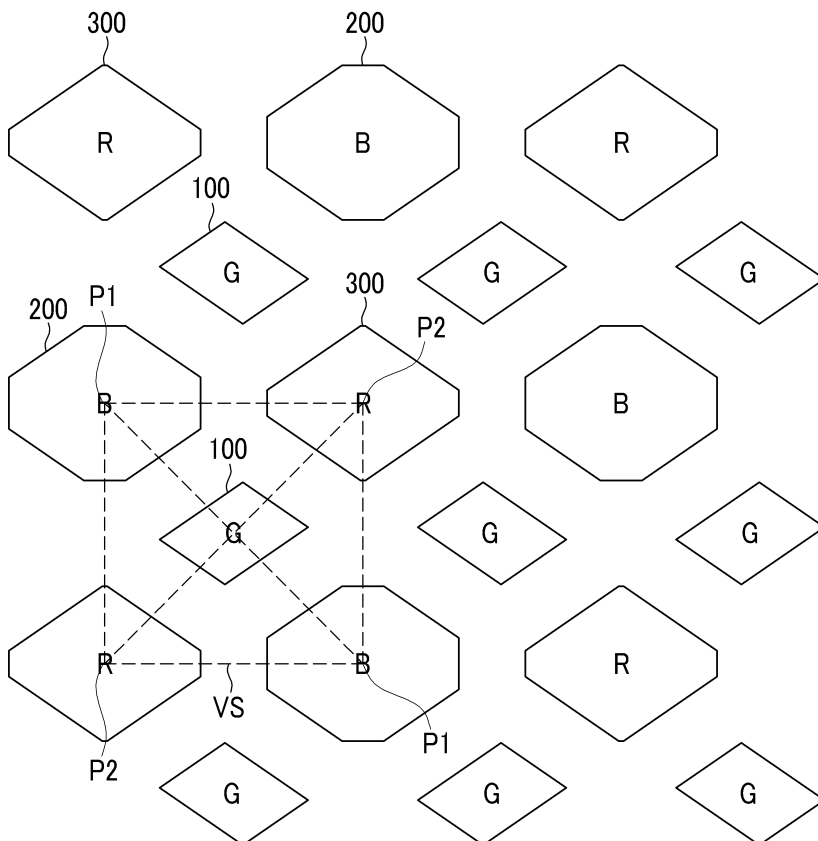 300 200
R B R
100
G G G
300
P1
200 P2
B R B
100
G G G
R B R
VS
P1
P2
G G G